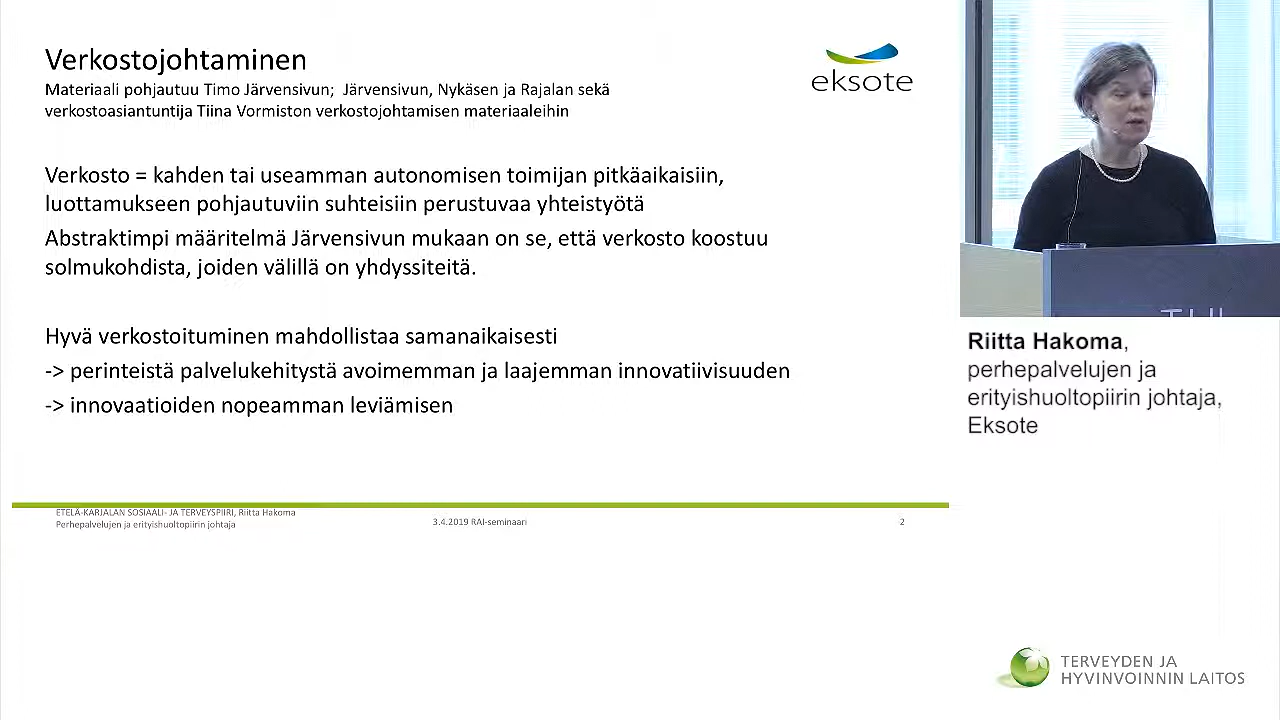 Verkostojohtaminen
Materiaali pohjautuu Timo Järvensivun; Järvensivun, Nykäsen ja Rajalan sekä
verkostoasiantuntija Timo Vormiston verkostojohtamisen materiaaleihin
Verkosto = kahden tai useamman autonomisen toimijan pitkäaikaisiin,
luottamukseen pohjautuviin suhteisiin perustuvaa yhteistyötä
Abstraktimpi määritelmä Järvensivun mukaan on se, että verkosto koostuu
solmukohdista, joiden välillä on yhdyssiteitä.
Hyvä verkostoituminen mahdollistaa samanaikaisesti
-> perinteistä palvelukehitystä avoimemman ja laajemman innovatiivisuuden
-> innovaatioiden nopeamman leviämisen
ETELÄ-KARJALAN SOSIAALI- JA TERVEYSPIIRI, Riitta Hakoma
Perhepalvelujen ja erityishuoltopiirin johtaja
3.4.2019 RAI-seminaari
2
eksote
Riitta Hakoma,
perhepalvelujen ja
erityishuoltopiirin johtaja,
Eksote
TERVEYDEN JA
HYVINVOINNIN LAITOS